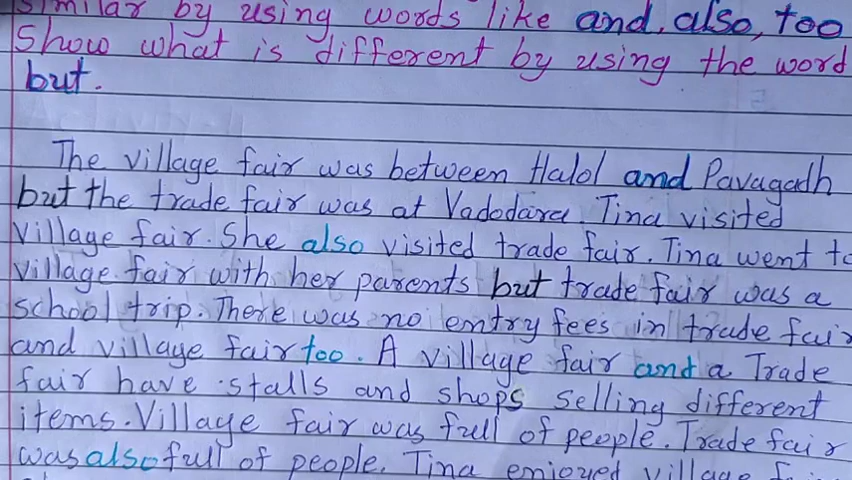 similar by using words like and, also, too
Show what is different by using the word
but.
The village fair was between Halol and Pavagadh
but the trade fair was at Vadodara. Tina visited
village fair. She also visited trade fair. Tina went to
village fair with her parents but trade fair was a
school trip. There was no entry fees in trade fair
and village fair too. A village fair and a Trade
fair have stalls and shops selling different
items. Village fair was full of people. Trade fair
was also full of people. Tina enjoyed village